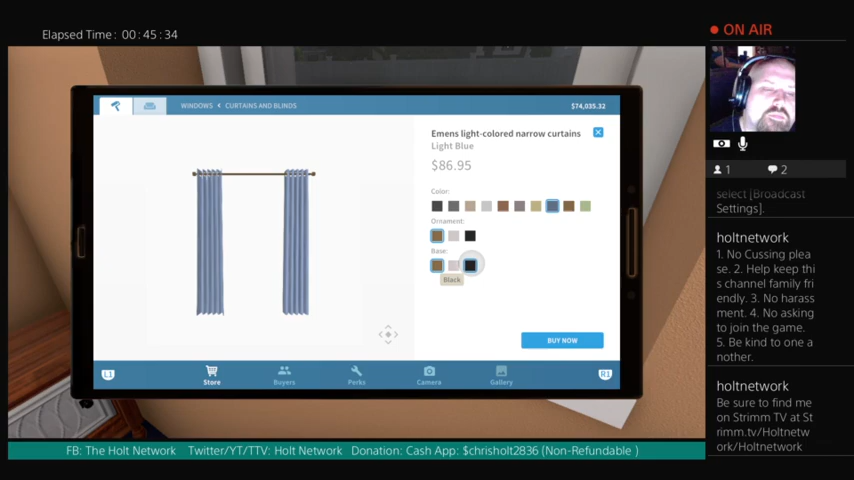 Elapsed Time: 00:45:34
ON AIR
WINDOWS < CURTAINS AND BLINDS
$74,035.32
Emens light-colored narrow curtains
Light Blue
$86.95
Color:
Ornament:
Base:
Black
BUY NOW
L1
Store
Buyers
Perks
Camera
Gallery
R1
1
2
select [Broadcast
Settings].
holtnetwork
1. No Cussing plea
se. 2. Help keep thi
s channel family fri
endly. 3. No harass
ment. 4. No asking
to join the game.
5. Be kind to one a
nother.
holtnetwork
Be sure to find me
on Strimm TV at St
rimm.tv/Holtnetw
ork/Holtnetwork
FB: The Holt Network Twitter/YT/TTV: Holt Network Donation: Cash App: $chrisholt2836 (Non-Refundable )